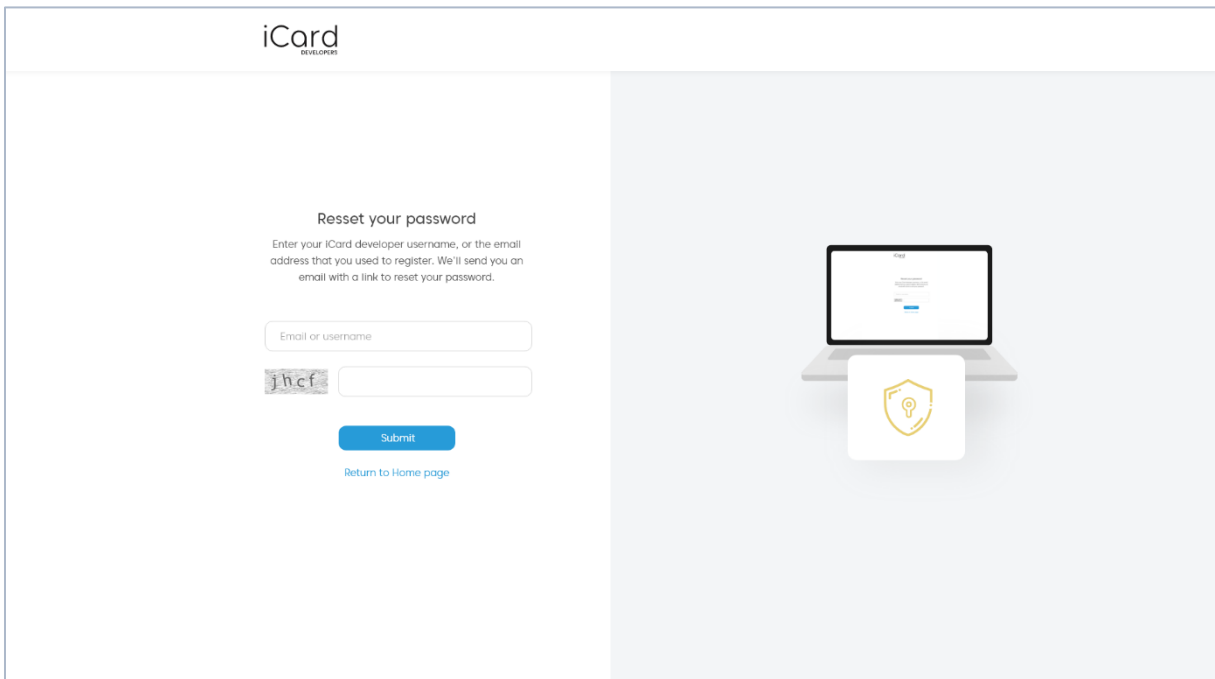 iCard
DEVELOPERS
Resset your password
Enter your iCard developer username, or the email
address that you used to register. We'll send you an
email with a link to reset your password.
Email or username
jhcf
Submit
Return to Home page
iCard